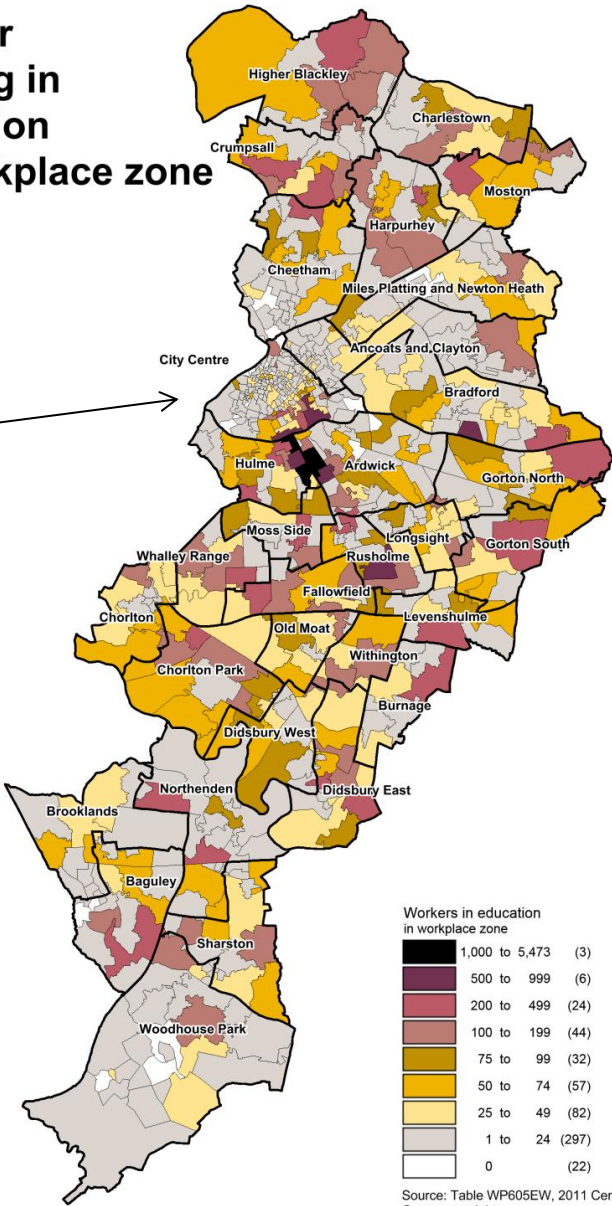 r
g in
on
kplace zone
Higher Blackley
Charlestown
Crumpsall
Moston
Harpurhey
Cheetham
Miles Platting and Newton Heath
Ancoats and Clayton
City Centre
Bradford
Hulme
Ardwick
Gorton North
Moss Side
Longsight
Gorton South
Whalley Range
Rusholme
Fallowfield
Levenshulme
Chorlton
Old Moat
Withington
Chorlton Park
Burnage
Didsbury West
Northenden
Didsbury East
Brooklands
Baguley
Sharston
Woodhouse Park
Workers in education
in workplace zone
1,000 to 5,473 (3)
500 to 999 (6)
200 to 499 (24)
100 to 199 (44)
75 to 99 (32)
50 to 74 (57)
25 to 49 (82)
1 to 24 (297)
0 (22)
Source: Table WP605EW, 2011 Cen